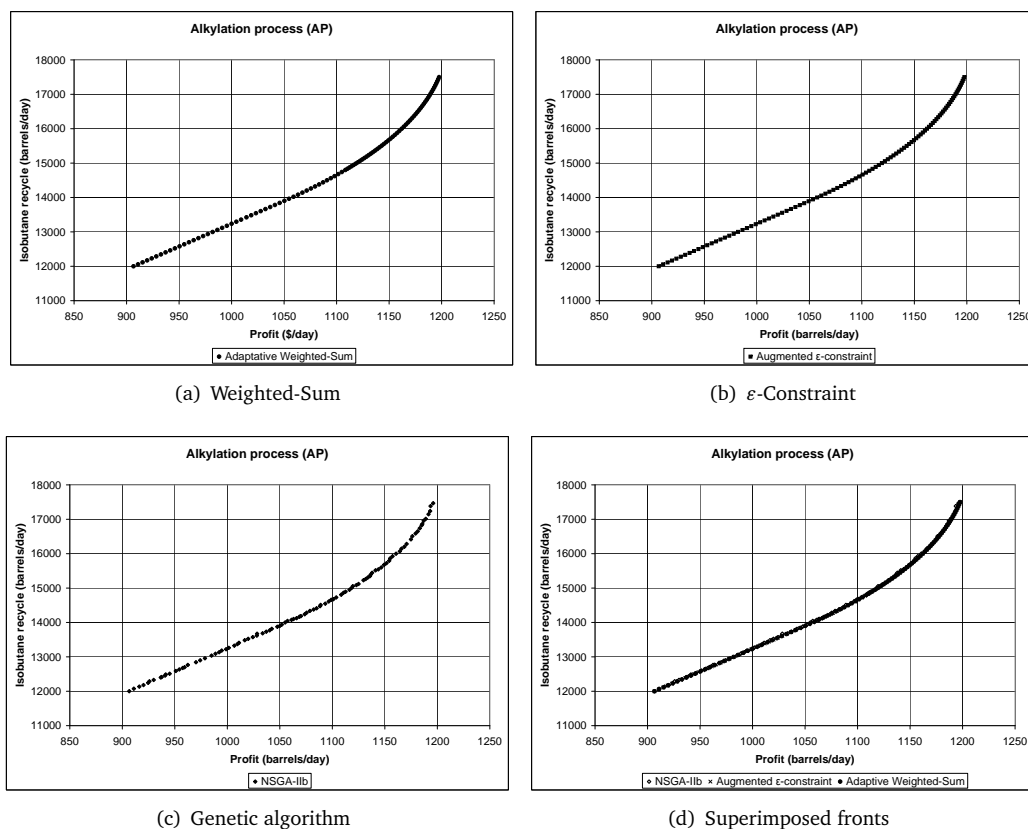 Alkylation process (AP)
Isobutane recycle (barrels/day)
18000
17000
16000
15000
14000
13000
12000
11000
850 900 950 1000 1050 1100 1150 1200 1250
Profit ($/day)
Adaptative Weighted-Sum
(a) Weighted-Sum
Alkylation process (AP)
Isobutane recycle (barrels/day)
18000
17000
16000
15000
14000
13000
12000
11000
850 900 950 1000 1050 1100 1150 1200 1250
Profit (barrels/day)
Augmented ε-constraint
(b) ε-Constraint
Alkylation process (AP)
Isobutane recycle (barrels/day)
18000
17000
16000
15000
14000
13000
12000
11000
850 900 950 1000 1050 1100 1150 1200 1250
Profit (barrels/day)
NSGA-IIb
(c) Genetic algorithm
Alkylation process (AP)
Isobutane recycle (barrels/day)
18000
17000
16000
15000
14000
13000
12000
11000
850 900 950 1000 1050 1100 1150 1200 1250
Profit (barrels/day)
NSGA-IIb Augmented ε-constraint Adaptive Weighted-Sum
(d) Superimposed fronts